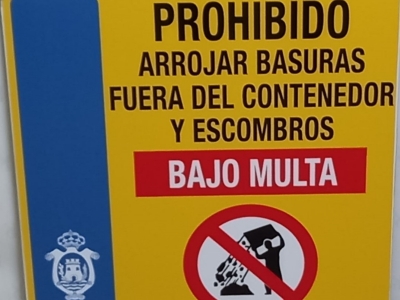 PROHIBIDO
ARROJAR BASURAS
FUERA DEL CONTENEDOR
Y ESCOMBROS
BAJO MULTA